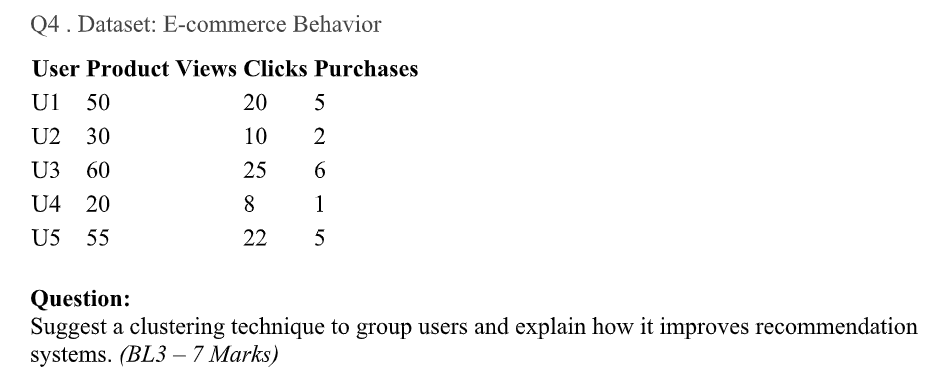 Q4 . Dataset: E-commerce Behavior
User Product Views Clicks Purchases
U1 50 20 5
U2 30 10 2
U3 60 25 6
U4 20 8 1
U5 55 22 5
Question:
Suggest a clustering technique to group users and explain how it improves recommendation
systems. (BL3 – 7 Marks)